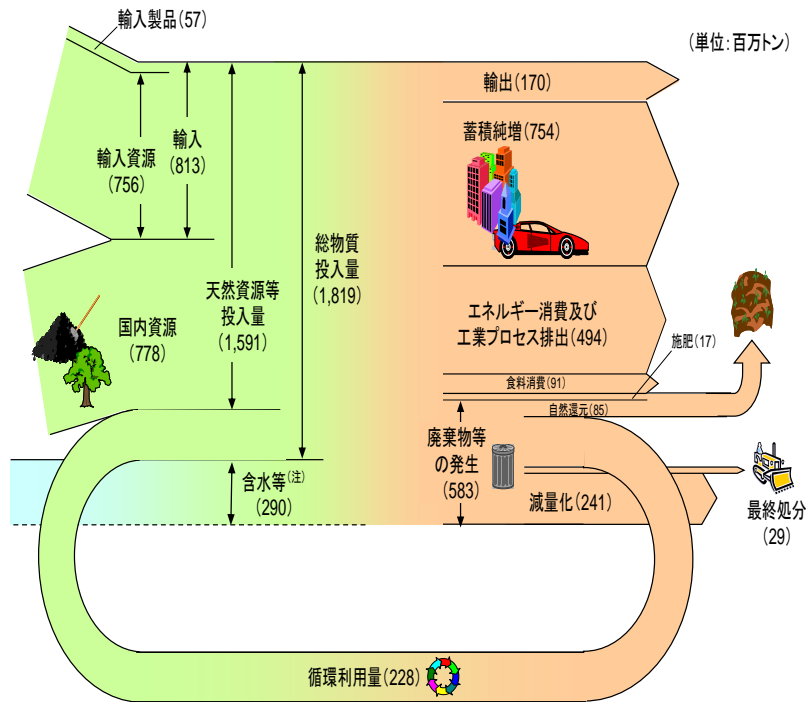 輸入製品(57)
(単位:百万トン)
輸出(170)
蓄積純増(754)
輸入
(813)
輸入資源
(756)
総物質
投入量
(1,819)
天然資源等
投入量
(1,591)
国内資源
(778)
エネルギー消費及び
工業プロセス排出(494)
施肥(17)
食料消費(91)
自然還元(85)
廃棄物等
の発生
(583)
含水等(注)
(290)
減量化(241)
最終処分
(29)
循環利用量(228)